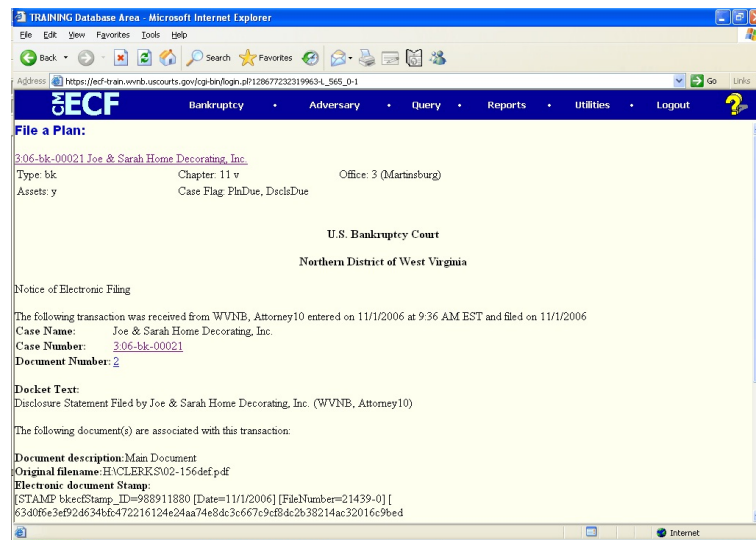 TRAINING Database Area - Microsoft Internet Explorer
File Edit View Favorites Tools Help
Back Search Favorites
Address https://ecf-train.wvnb.uscourts.gov/cgi-bin/login.pl?128677232319963-L_565_0-1 Go Links
CM ECF Bankruptcy • Adversary • Query • Reports • Utilities • Logout ?
File a Plan:
3:06-bk-00021 Joe & Sarah Home Decorating, Inc.
Type: bk Chapter: 11 v Office: 3 (Martinsburg)
Assets: y Case Flag: PlnDue, DsclsDue
U.S. Bankruptcy Court
Northern District of West Virginia
Notice of Electronic Filing
The following transaction was received from WVNB, Attorney10 entered on 11/1/2006 at 9:36 AM EST and filed on 11/1/2006
Case Name: Joe & Sarah Home Decorating, Inc.
Case Number: 3:06-bk-00021
Document Number: 2
Docket Text:
Disclosure Statement Filed by Joe & Sarah Home Decorating, Inc. (WVNB, Attorney10)
The following document(s) are associated with this transaction:
Document description:Main Document
Original filename:H:\CLERKS\02-156def.pdf
Electronic document Stamp:
[STAMP bkecfStamp_ID=988911880 [Date=11/1/2006] [FileNumber=21439-0] [
63d0f6e3ef92d634bfc472216124e24aa74e8dc3c667c9cf8dc2b38214ac32016c9bed
Internet